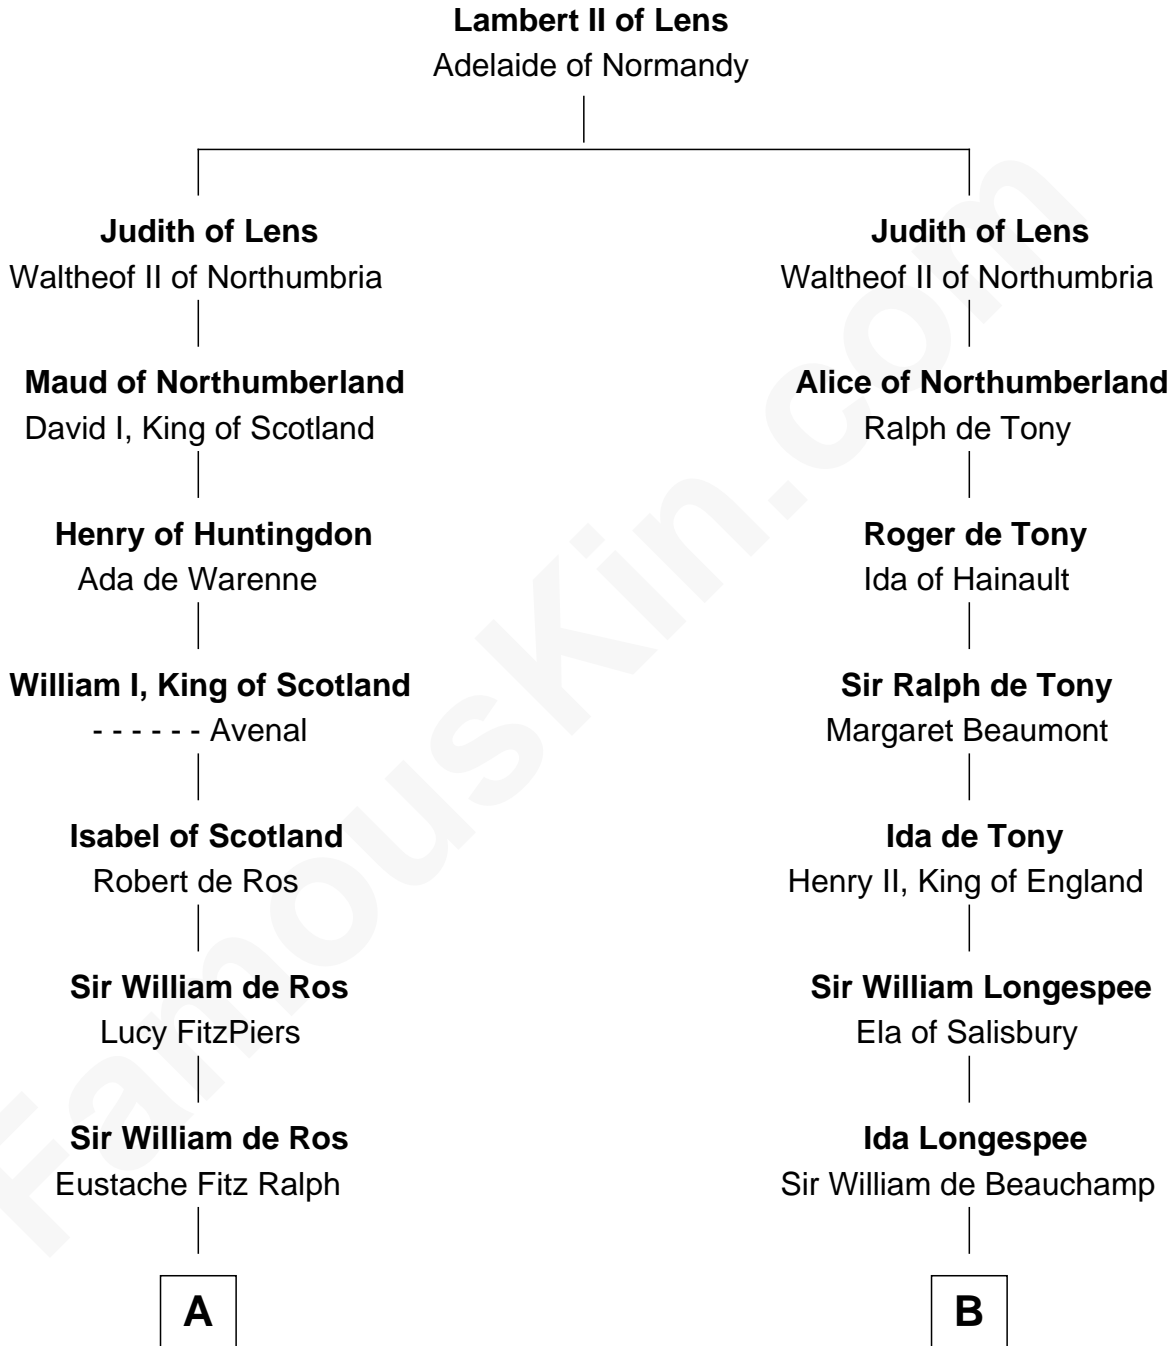 Lambert II of Lens
Adelaide of Normandy
Judith of Lens
Waltheof II of Northumbria
Maud of Northumberland
David I, King of Scotland
Henry of Huntingdon
Ada de Warenne
William I, King of Scotland
- - - - - - Avenal
Isabel of Scotland
Robert de Ros
Sir William de Ros
Lucy FitzPiers
Sir William de Ros
Eustache Fitz Ralph
A
Judith of Lens
Waltheof II of Northumbria
Alice of Northumberland
Ralph de Tony
Roger de Tony
Ida of Hainault
Sir Ralph de Tony
Margaret Beaumont
Ida de Tony
Henry II, King of England
Sir William Longespee
Ela of Salisbury
Ida Longespee
Sir William de Beauchamp
B
FamousKin.com